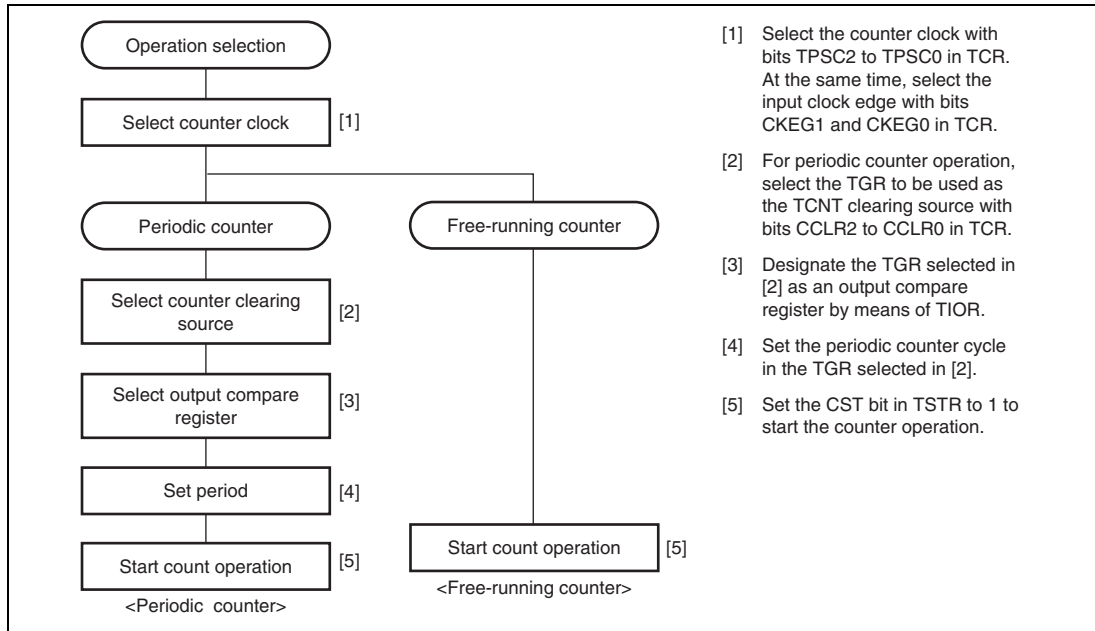 Operation selection
Select counter clock
[1]
Periodic counter
Free-running counter
Select counter clearing
source
[2]
Select output compare
register
[3]
Set period
[4]
Start count operation
[5]
<Periodic counter>
Start count operation
[5]
<Free-running counter>
[1] Select the counter clock with
bits TPSC2 to TPSC0 in TCR.
At the same time, select the
input clock edge with bits
CKEG1 and CKEG0 in TCR.
[2] For periodic counter operation,
select the TGR to be used as
the TCNT clearing source with
bits CCLR2 to CCLR0 in TCR.
[3] Designate the TGR selected in
[2] as an output compare
register by means of TIOR.
[4] Set the periodic counter cycle
in the TGR selected in [2].
[5] Set the CST bit in TSTR to 1 to
start the counter operation.